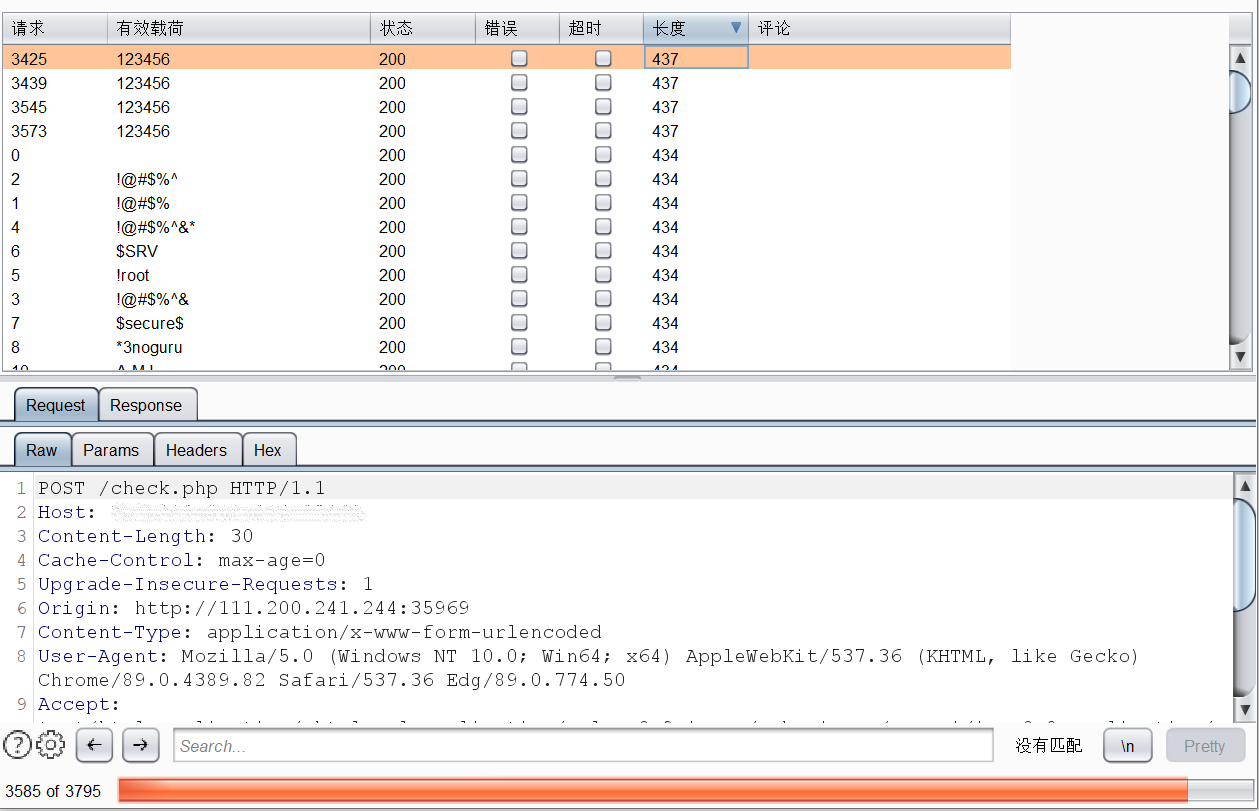 请求 有效载荷 状态 错误 超时 长度 评论
3425 123456 200 437
3439 123456 200 437
3545 123456 200 437
3573 123456 200 437
0 200 434
2 !@#$%^ 200 434
1 !@#$% 200 434
4 !@#$%^&* 200 434
6 $SRV 200 434
5 !root 200 434
3 !@#$%^& 200 434
7 $secure$ 200 434
8 *3noguru 200 434
Request Response
Raw Params Headers Hex
1 POST /check.php HTTP/1.1
2 Host:
3 Content-Length: 30
4 Cache-Control: max-age=0
5 Upgrade-Insecure-Requests: 1
6 Origin: http://111.200.241.244:35969
7 Content-Type: application/x-www-form-urlencoded
8 User-Agent: Mozilla/5.0 (Windows NT 10.0; Win64; x64) AppleWebKit/537.36 (KHTML, like Gecko)
Chrome/89.0.4389.82 Safari/537.36 Edg/89.0.774.50
9 Accept:
? Search... 没有匹配 \n Pretty
3585 of 3795